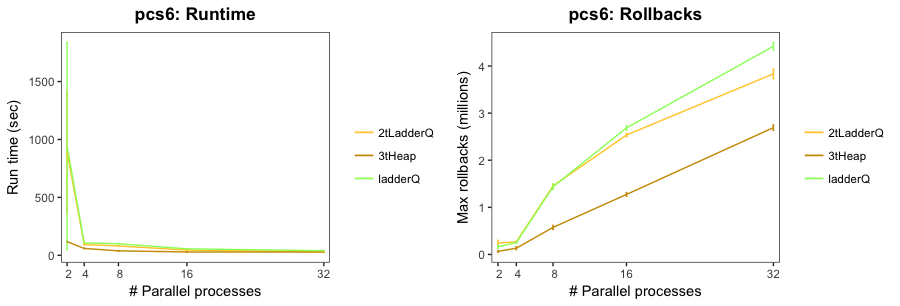 pcs6: Runtime
Run time (sec)
1500
1000
500
0
2 4 8 16 32
# Parallel processes
2tLadderQ
3tHeap
ladderQ
pcs6: Rollbacks
Max rollbacks (millions)
4
3
2
1
0
2 4 8 16 32
# Parallel processes
2tLadderQ
3tHeap
ladderQ